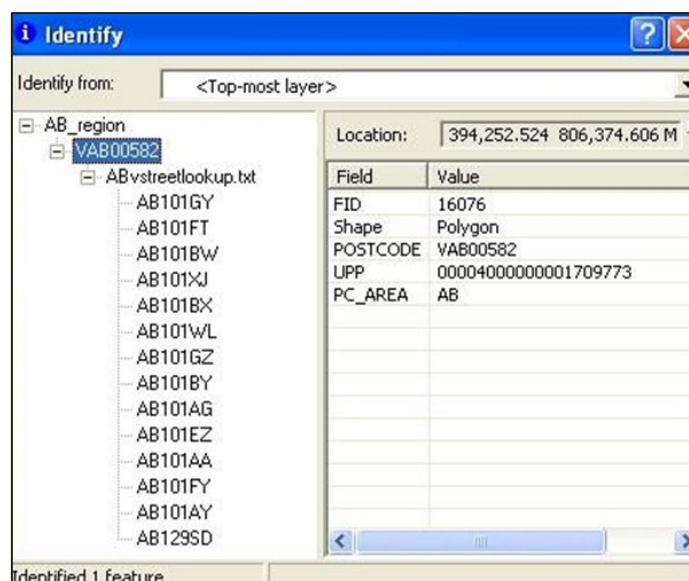 Identify
Identify from: <Top-most layer>
AB_region
VAB00582
ABvstreetlookup.txt
AB101GY
AB101FT
AB101BW
AB101XJ
AB101BX
AB101WL
AB101GZ
AB101BY
AB101AG
AB101EZ
AB101AA
AB101FY
AB101AY
AB129SD
Location: 394,252.524 806,374.606 M
Field Value
FID 16076
Shape Polygon
POSTCODE VAB00582
UPP 00004000000001709773
PC_AREA AB
Identified 1 feature